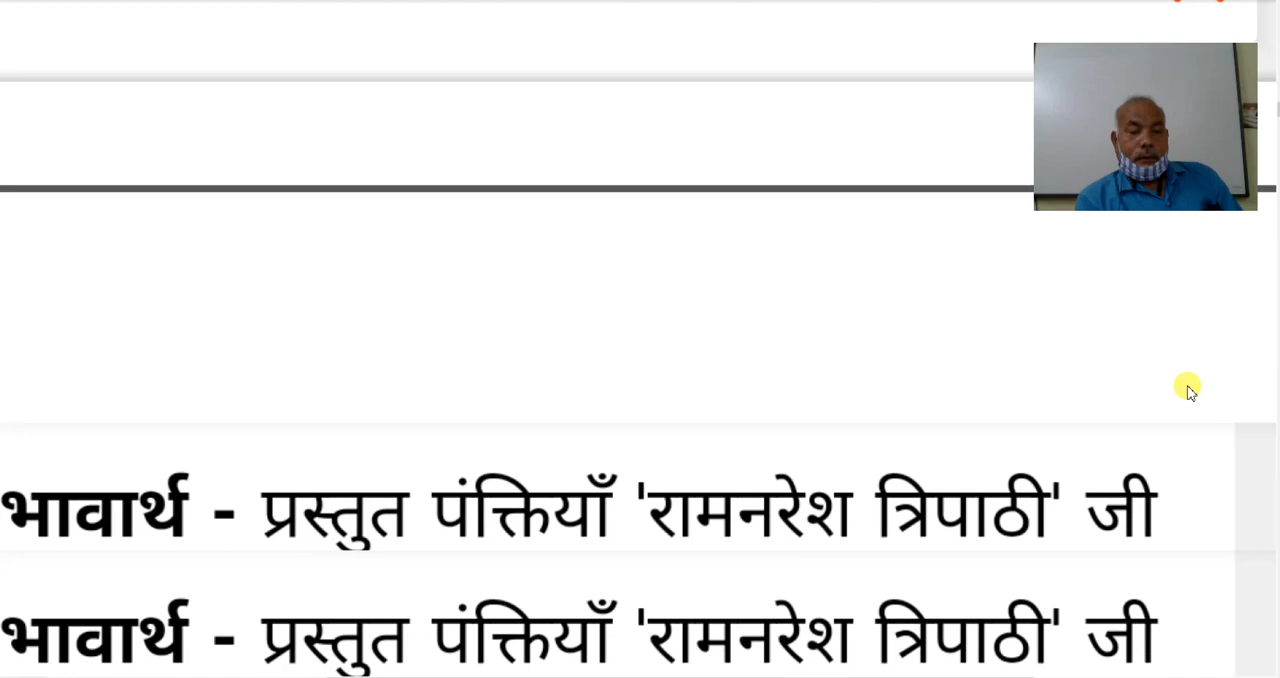 भावार्थ - प्रस्तुत पंक्तियाँ 'रामनरेश त्रिपाठी' जी
भावार्थ - प्रस्तुत पंक्तियाँ 'रामनरेश त्रिपाठी' जी